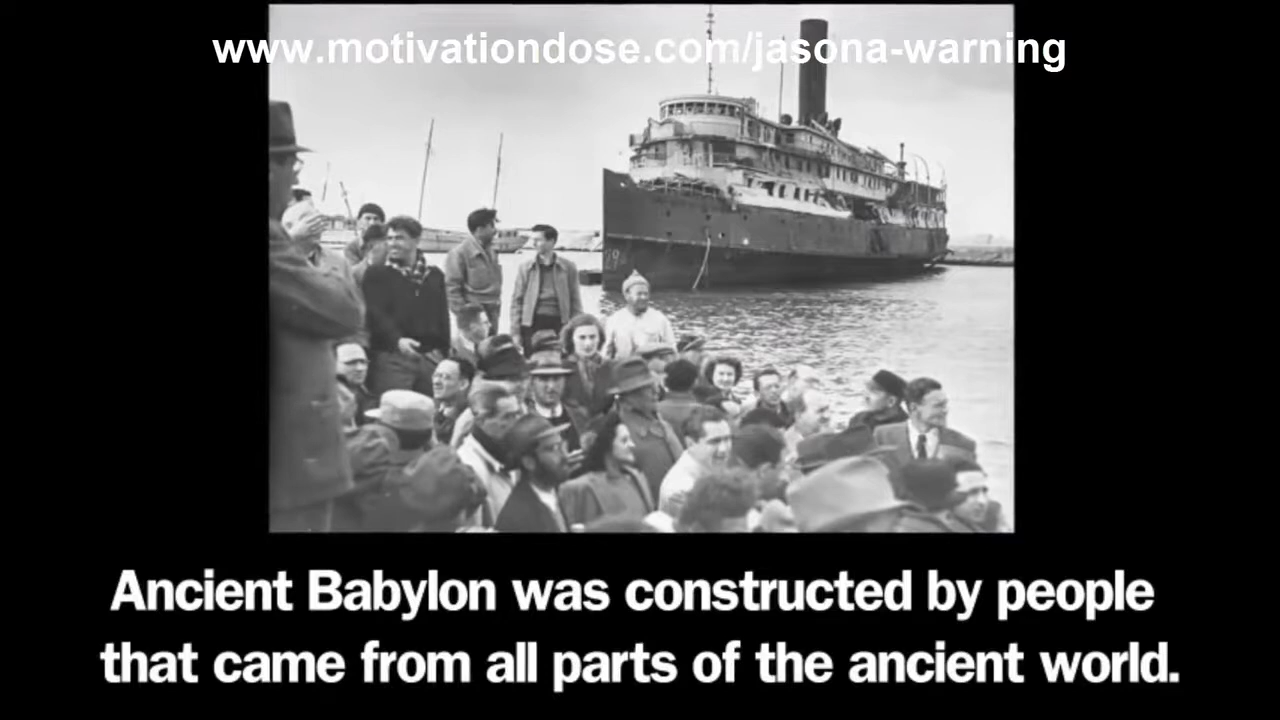 www.motivationdose.com/jasona-warning
Ancient Babylon was constructed by people
that came from all parts of the ancient world.